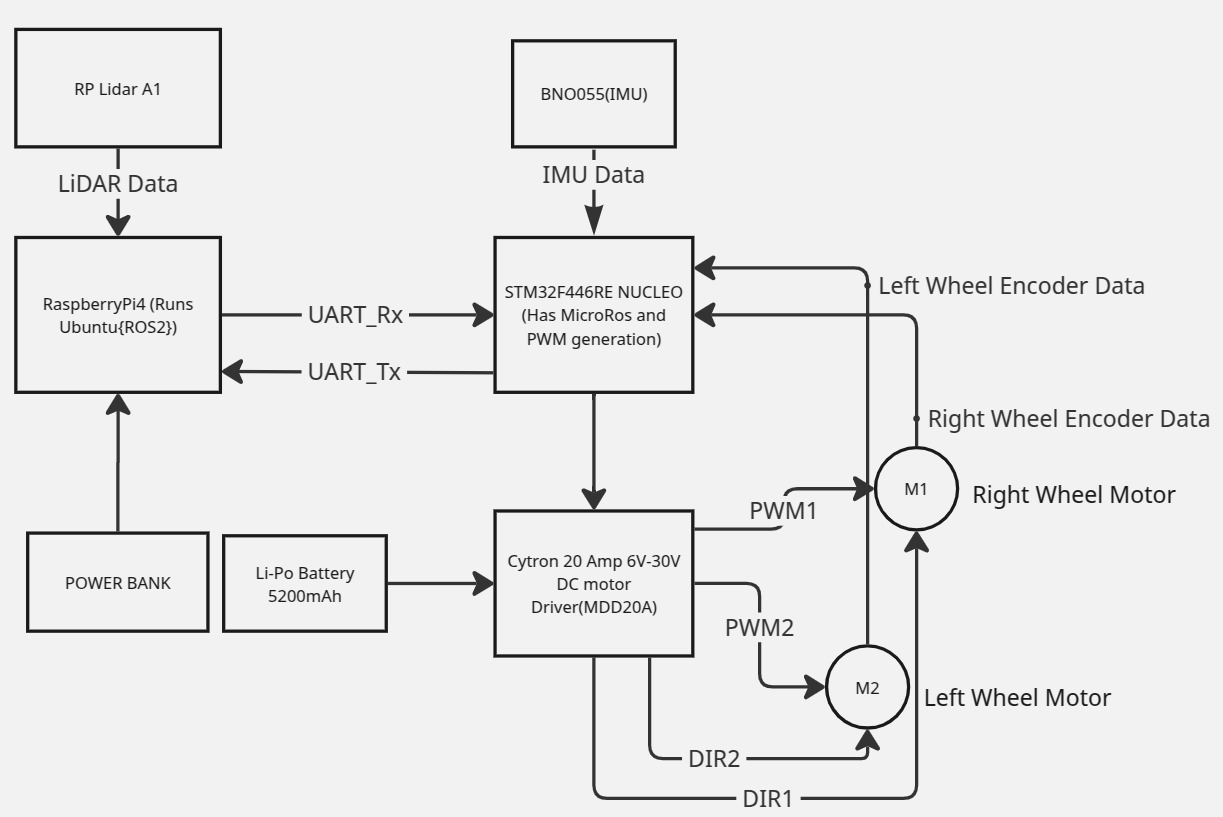 RP Lidar A1
BNO055(IMU)
LiDAR Data
IMU Data
RaspberryPi4 (Runs
Ubuntu{ROS2})
UART_Rx
UART_Tx
STM32F446RE NUCLEO
(Has MicroRos and
PWM generation)
Left Wheel Encoder Data
Right Wheel Encoder Data
M1
Right Wheel Motor
PWM1
POWER BANK
Li-Po Battery
5200mAh
Cytron 20 Amp 6V-30V
DC motor
Driver(MDD20A)
PWM2
M2
Left Wheel Motor
DIR2
DIR1